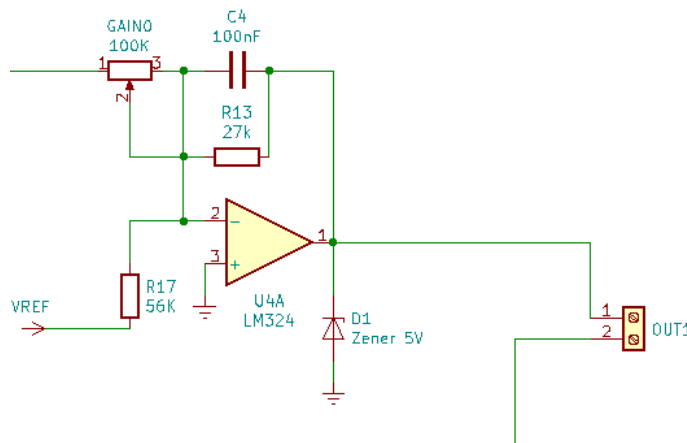 C4
100nF
GAIN0
100K
1
3
2
R13
27k
2
-
1
3
+
R17
56K
VREF
U4A
LM324
D1
Zener 5V
1
2
OUT1